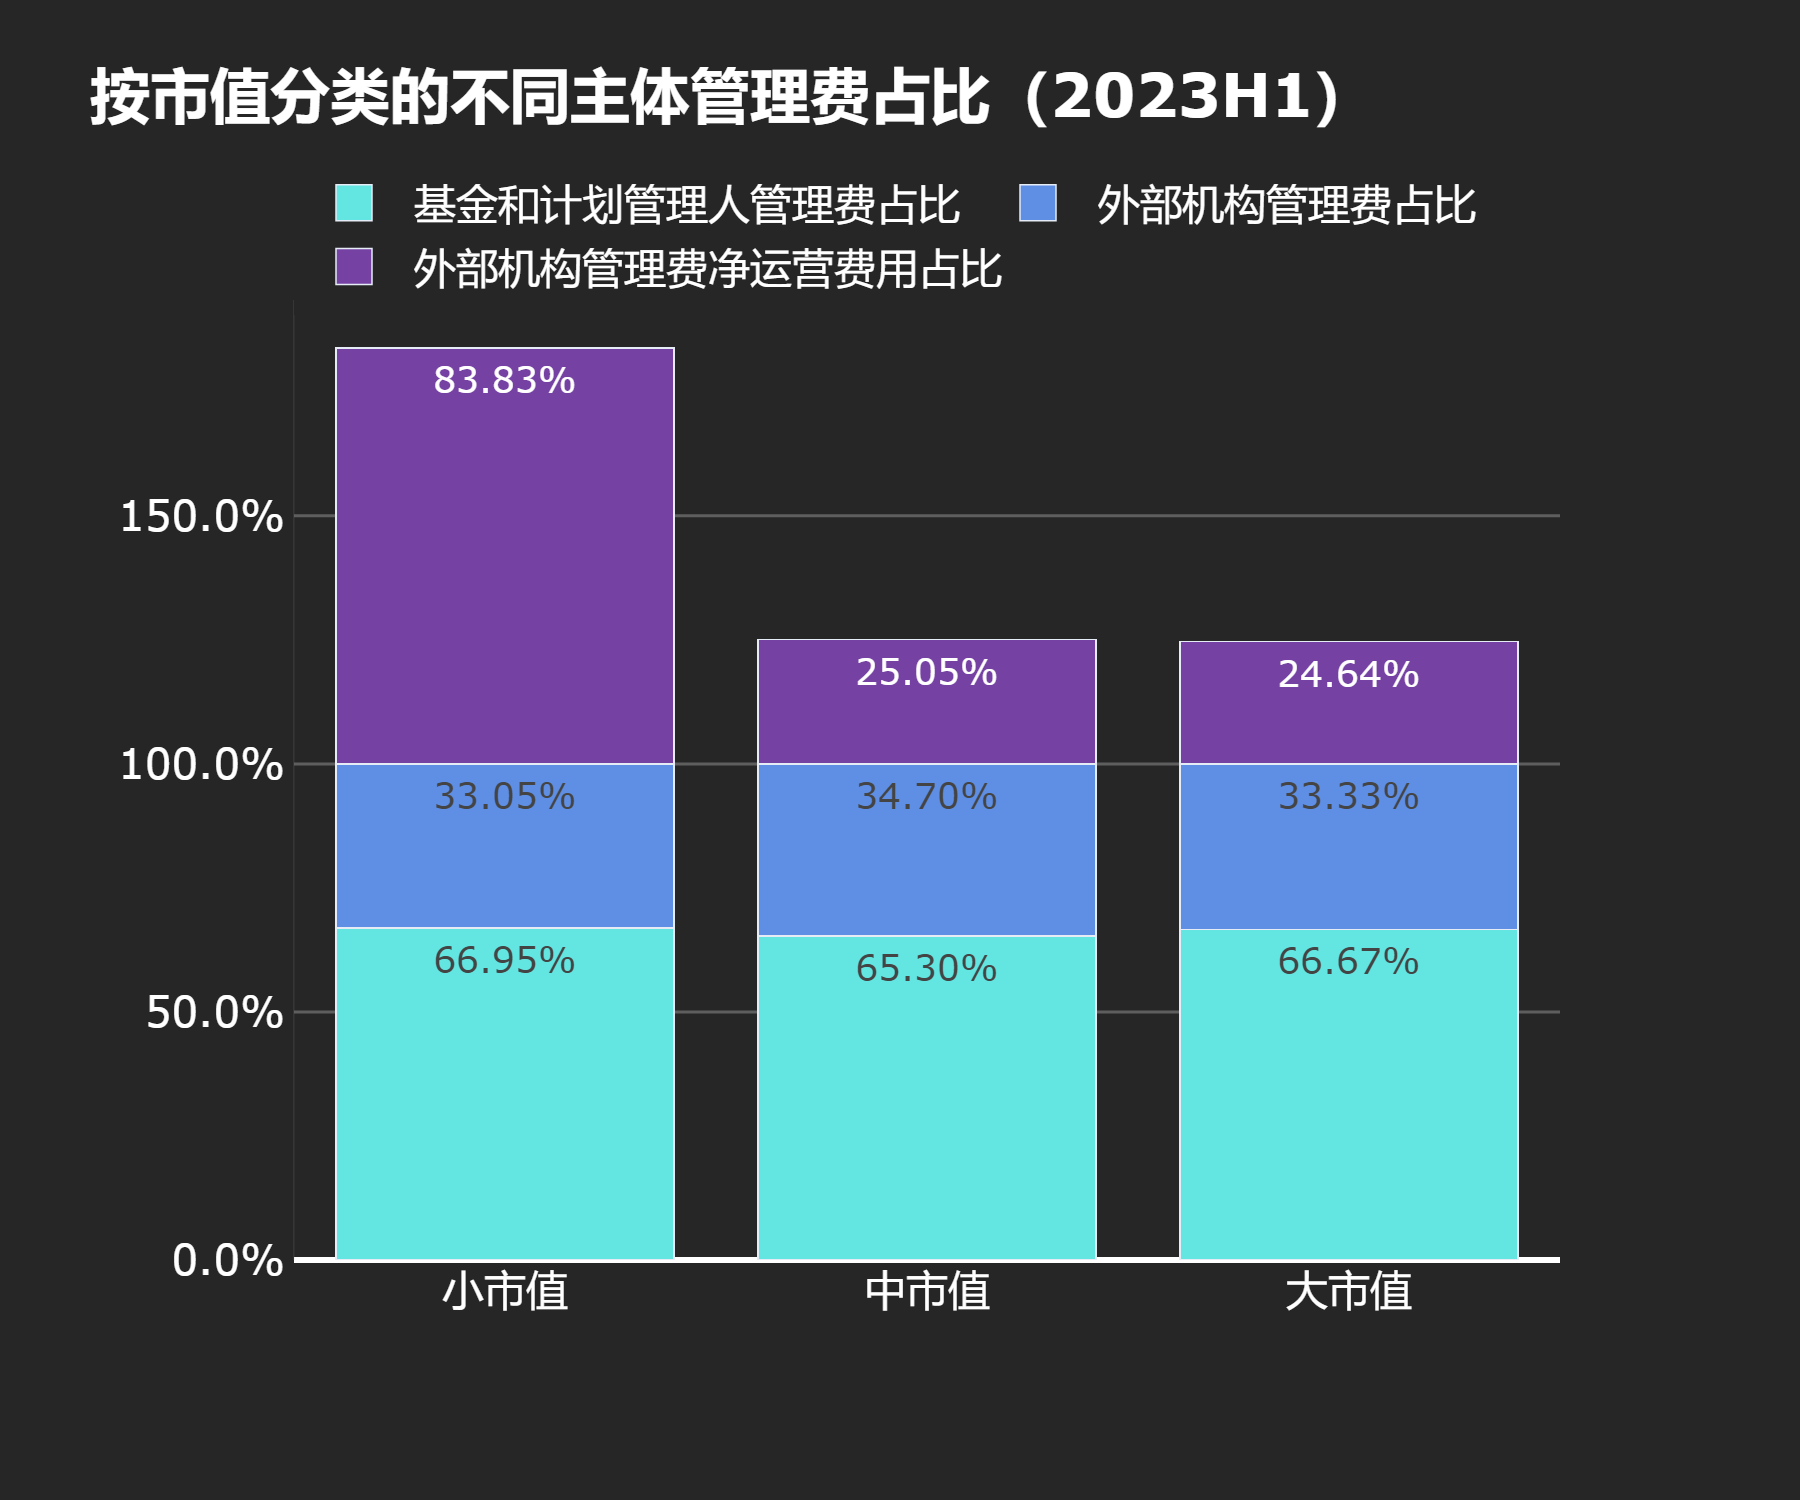 按市值分类的不同主体管理费占比（2023H1）
基金和计划管理人管理费占比 外部机构管理费占比
外部机构管理费净运营费用占比
83.83%
150.0%
25.05% 24.64%
100.0%
33.05% 34.70% 33.33%
66.95% 65.30% 66.67%
50.0%
0.0%
小市值 中市值 大市值